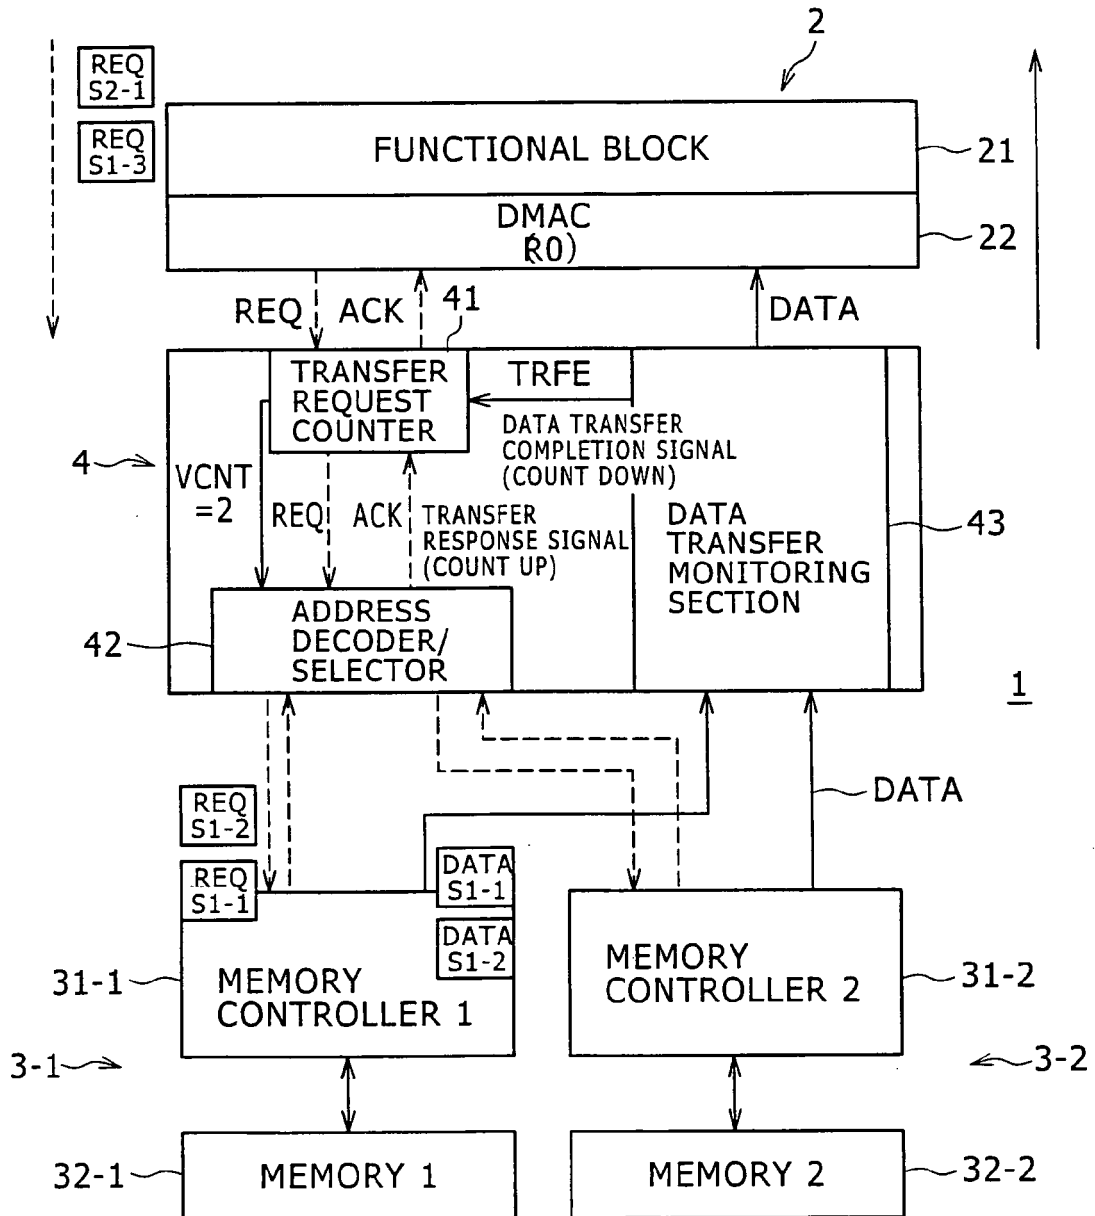 2
REQ
S2-1
REQ
S1-3
FUNCTIONAL BLOCK
21
DMAC
(R0)
22
REQ
ACK
41
DATA
TRANSFER
REQUEST
COUNTER
TRFE
DATA TRANSFER
COMPLETION SIGNAL
(COUNT DOWN)
4
VCNT
=2
REQ
ACK
TRANSFER
RESPONSE SIGNAL
(COUNT UP)
DATA
TRANSFER
MONITORING
SECTION
43
42
ADDRESS
DECODER/
SELECTOR
1
REQ
S1-2
DATA
REQ
S1-1
DATA
S1-1
DATA
S1-2
31-1
MEMORY
CONTROLLER 1
MEMORY
CONTROLLER 2
31-2
3-1
3-2
32-1
MEMORY 1
MEMORY 2
32-2